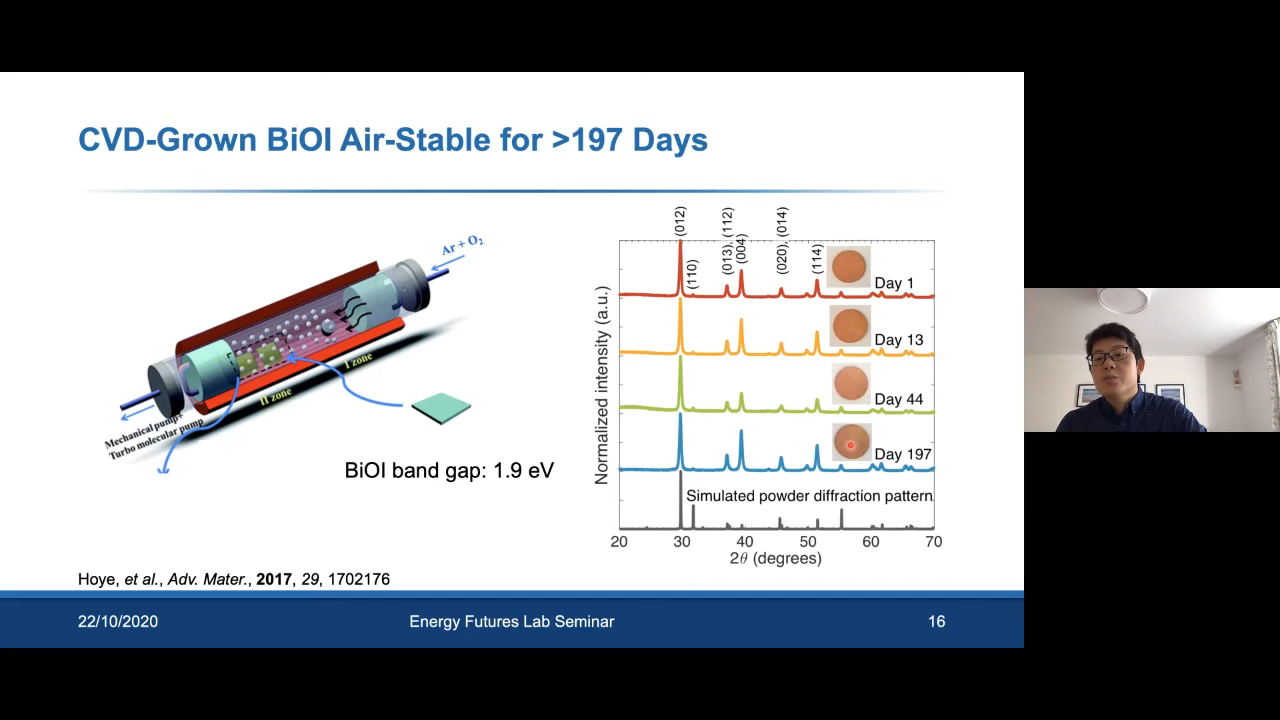 CVD-Grown BiOI Air-Stable for >197 Days
Ar + O₂
I zone
II zone
Mechanical pump+
Turbo molecular pump
BiOI band gap: 1.9 eV
Normalized intensity (a.u.)
(012)
(110)
(013), (112)
(004)
(020), (014)
(114)
Day 1
Day 13
Day 44
Day 197
Simulated powder diffraction pattern
20 30 40 50 60 70
2θ (degrees)
Hoye, et al., Adv. Mater., 2017, 29, 1702176
22/10/2020 Energy Futures Lab Seminar 16